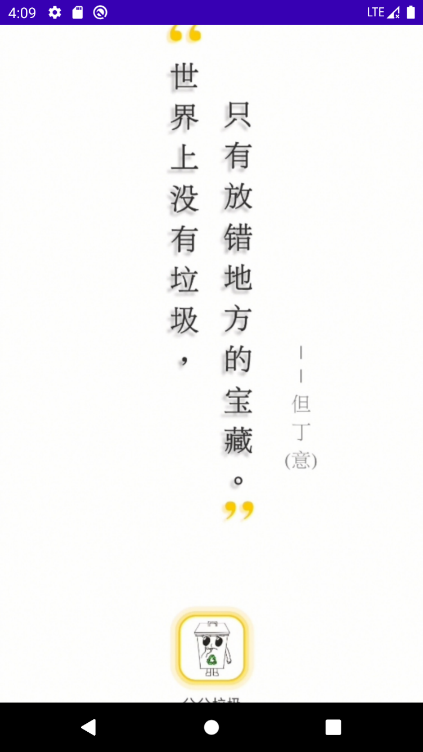 4:09
LTE
“
世界上没有垃圾，
只有放错地方的宝藏。
”
——但丁(意)